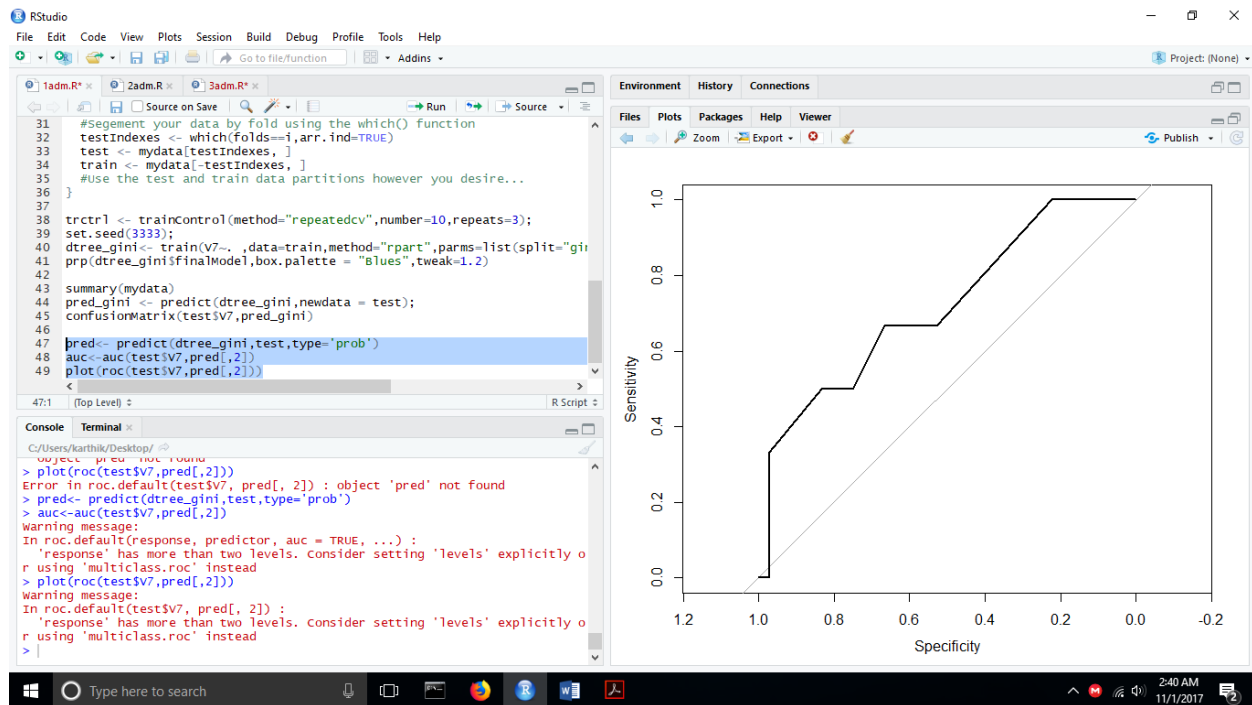 RStudio
File Edit Code View Plots Session Build Debug Profile Tools Help
Go to file/function
Addins
Project: (None)
1adm.R*
2adm.R
3adm.R*
Source on Save
Run
Source
31 #Segement your data by fold using the which() function
32 testIndexes <- which(folds==i,arr.ind=TRUE)
33 test <- mydata[testIndexes, ]
34 train <- mydata[-testIndexes, ]
35 #Use the test and train data partitions however you desire...
36 }
37
38 trctrl <- trainControl(method="repeatedcv",number=10,repeats=3);
39 set.seed(3333);
40 dtree_gini<- train(V7~. ,data=train,method="rpart",parms=list(split="gin
41 prp(dtree_gini$finalModel,box.palette = "Blues",tweak=1.2)
42
43 summary(mydata)
44 pred_gini <- predict(dtree_gini,newdata = test);
45 confusionMatrix(test$V7,pred_gini)
46
47 pred<- predict(dtree_gini,test,type='prob')
48 auc<-auc(test$V7,pred[,2])
49 plot(roc(test$V7,pred[,2]))
47:1 (Top Level) R Script
Console Terminal
C:/Users/karthik/Desktop/
object 'pred' not found
> plot(roc(test$V7,pred[,2]))
Error in roc.default(test$V7, pred[, 2]) : object 'pred' not found
> pred<- predict(dtree_gini,test,type='prob')
> auc<-auc(test$V7,pred[,2])
Warning message:
In roc.default(response, predictor, auc = TRUE, ...) :
'response' has more than two levels. Consider setting 'levels' explicitly o
r using 'multiclass.roc' instead
> plot(roc(test$V7,pred[,2]))
Warning message:
In roc.default(test$V7, pred[, 2]) :
'response' has more than two levels. Consider setting 'levels' explicitly o
r using 'multiclass.roc' instead
>
Environment History Connections
Files Plots Packages Help Viewer
Zoom Export Publish
1.0
0.8
0.6
0.4
0.2
0.0
Sensitivity
1.2 1.0 0.8 0.6 0.4 0.2 0.0 -0.2
Specificity
Type here to search
2:40 AM
11/1/2017
2